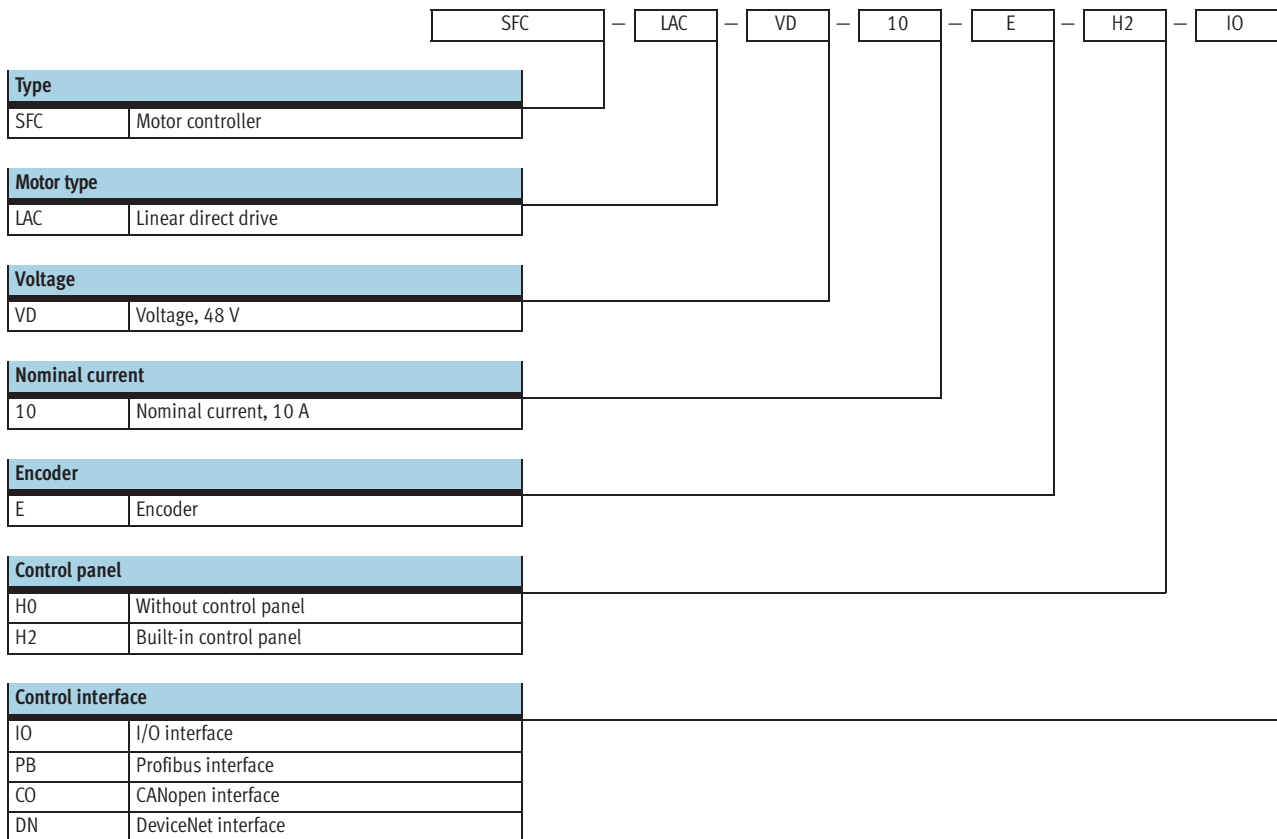 SFC – LAC – VD – 10 – E – H2 – IO
Type
SFC Motor controller
Motor type
LAC Linear direct drive
Voltage
VD Voltage, 48 V
Nominal current
10 Nominal current, 10 A
Encoder
E Encoder
Control panel
H0 Without control panel
H2 Built-in control panel
Control interface
IO I/O interface
PB Profibus interface
CO CANopen interface
DN DeviceNet interface